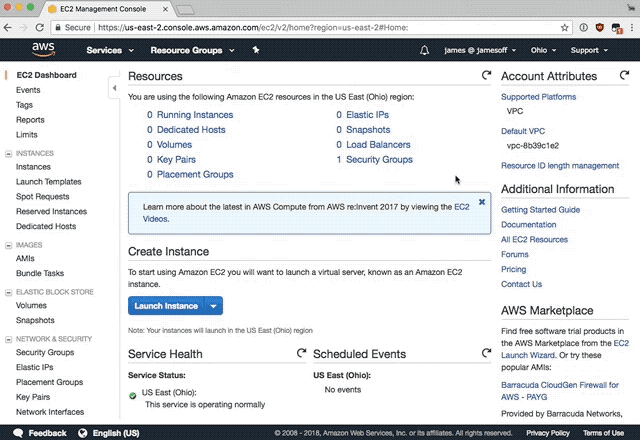 EC2 Management Console
Secure https://us-east-2.console.aws.amazon.com/ec2/v2/home?region=us-east-2#Home:
aws Services Resource Groups james @ jamesoff Ohio Support
EC2 Dashboard
Events
Tags
Reports
Limits
INSTANCES
Instances
Launch Templates
Spot Requests
Reserved Instances
Dedicated Hosts
IMAGES
AMIs
Bundle Tasks
ELASTIC BLOCK STORE
Volumes
Snapshots
NETWORK & SECURITY
Security Groups
Elastic IPs
Placement Groups
Key Pairs
Network Interfaces
Resources
You are using the following Amazon EC2 resources in the US East (Ohio) region:
0 Running Instances 0 Elastic IPs
0 Dedicated Hosts 0 Snapshots
0 Volumes 0 Load Balancers
0 Key Pairs 1 Security Groups
0 Placement Groups
Learn more about the latest in AWS Compute from AWS re:Invent 2017 by viewing the EC2
Videos.
Create Instance
To start using Amazon EC2 you will want to launch a virtual server, known as an Amazon EC2
instance.
Launch Instance
Note: Your instances will launch in the US East (Ohio) region
Service Health
Service Status:
US East (Ohio):
This service is operating normally
Scheduled Events
US East (Ohio):
No events
Account Attributes
Supported Platforms
VPC
Default VPC
vpc-8b39c1e2
Resource ID length management
Additional Information
Getting Started Guide
Documentation
All EC2 Resources
Forums
Pricing
Contact Us
AWS Marketplace
Find free software trial products in
the AWS Marketplace from the EC2
Launch Wizard. Or try these
popular AMIs:
Barracuda CloudGen Firewall for
AWS - PAYG
Provided by Barracuda Networks,
Feedback English (US) © 2008 - 2018, Amazon Web Services, Inc. or its affiliates. All rights reserved. Privacy Policy Terms of Use